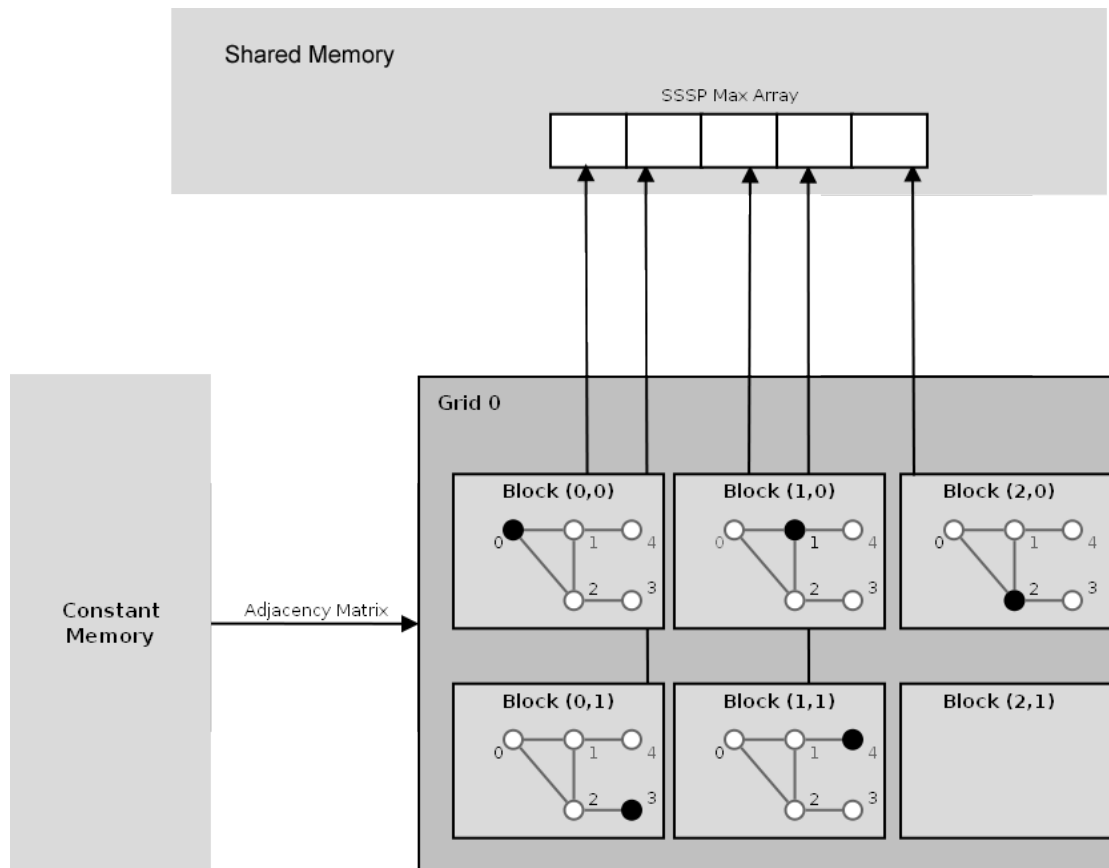 Shared Memory
SSSP Max Array
Grid 0
Block (0,0)
Block (1,0)
Block (2,0)
0
1
4
0
1
4
0
1
4
2
3
2
3
2
3
Constant
Memory
Adjacency Matrix
Block (0,1)
Block (1,1)
Block (2,1)
0
1
4
0
1
4
2
3
2
3